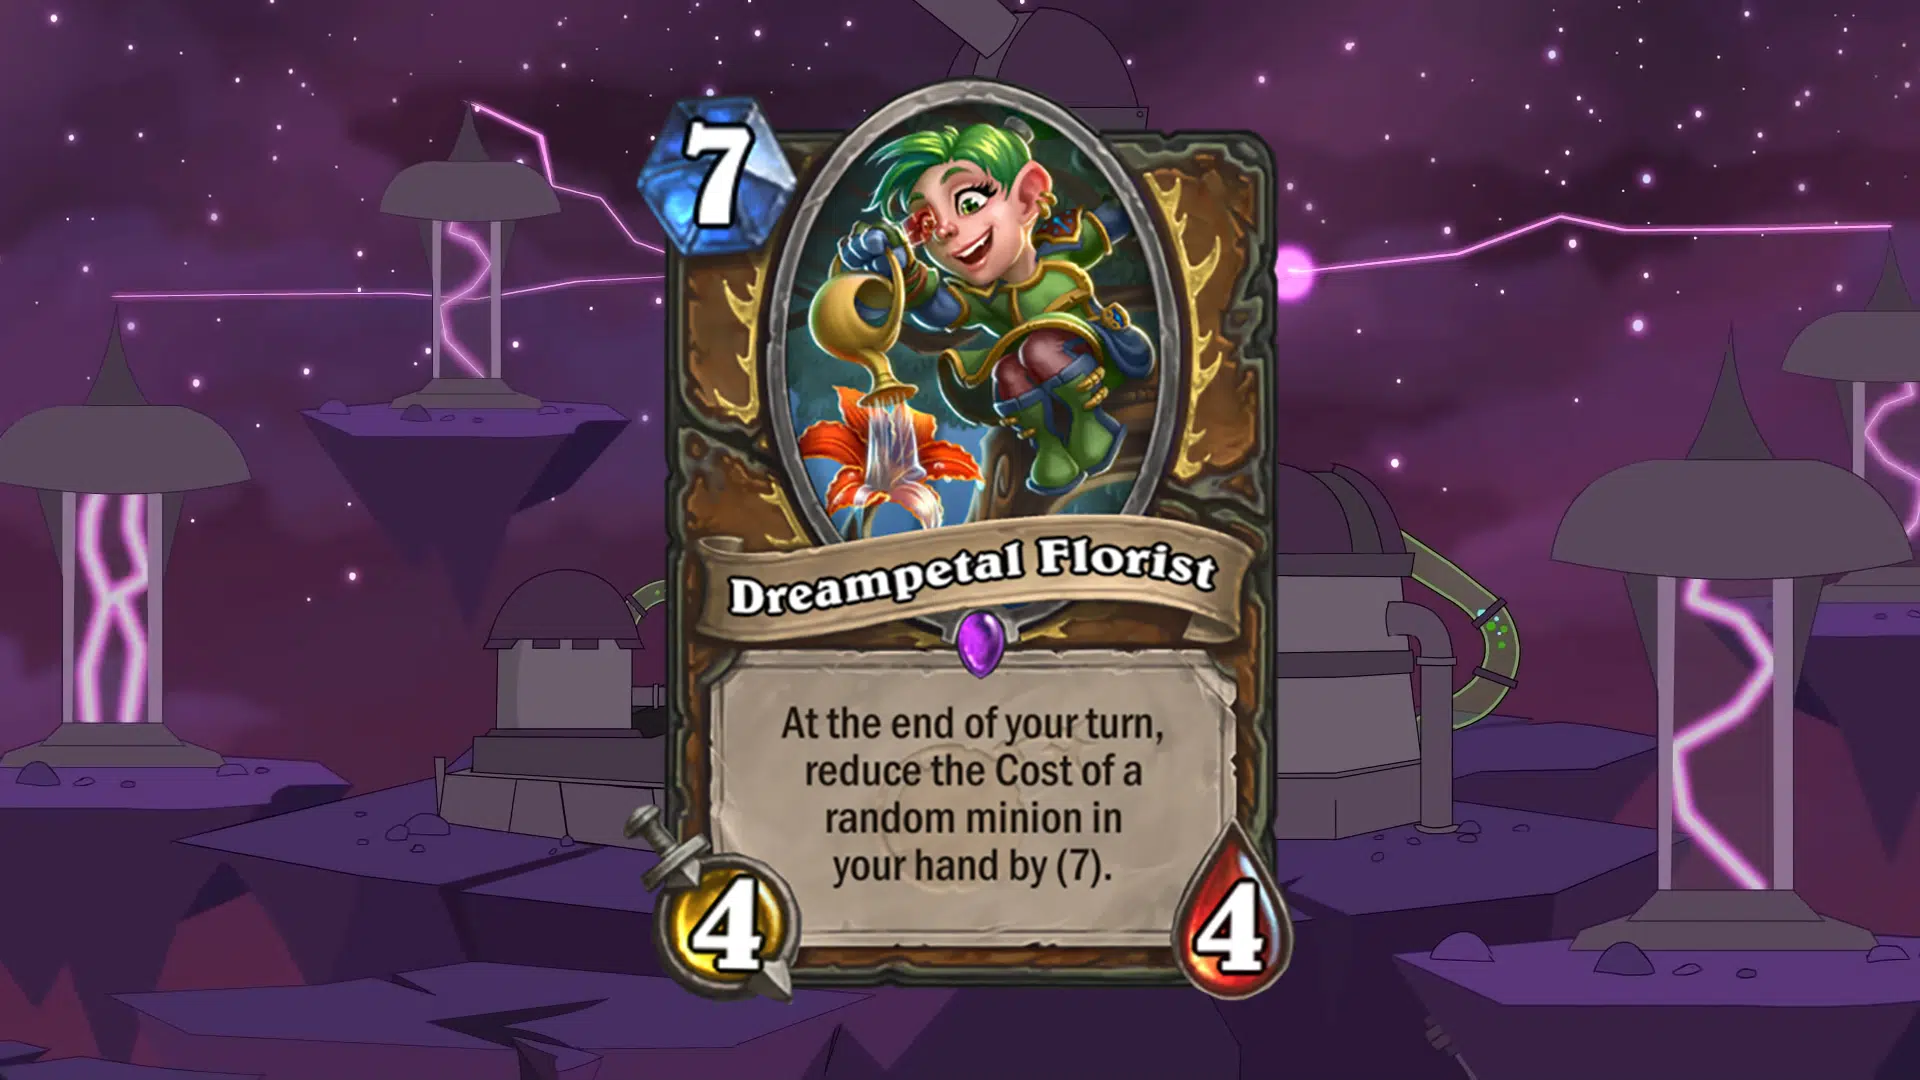 7
Dreampetal Florist
At the end of your turn,
reduce the Cost of a
random minion in
your hand by (7).
4
4